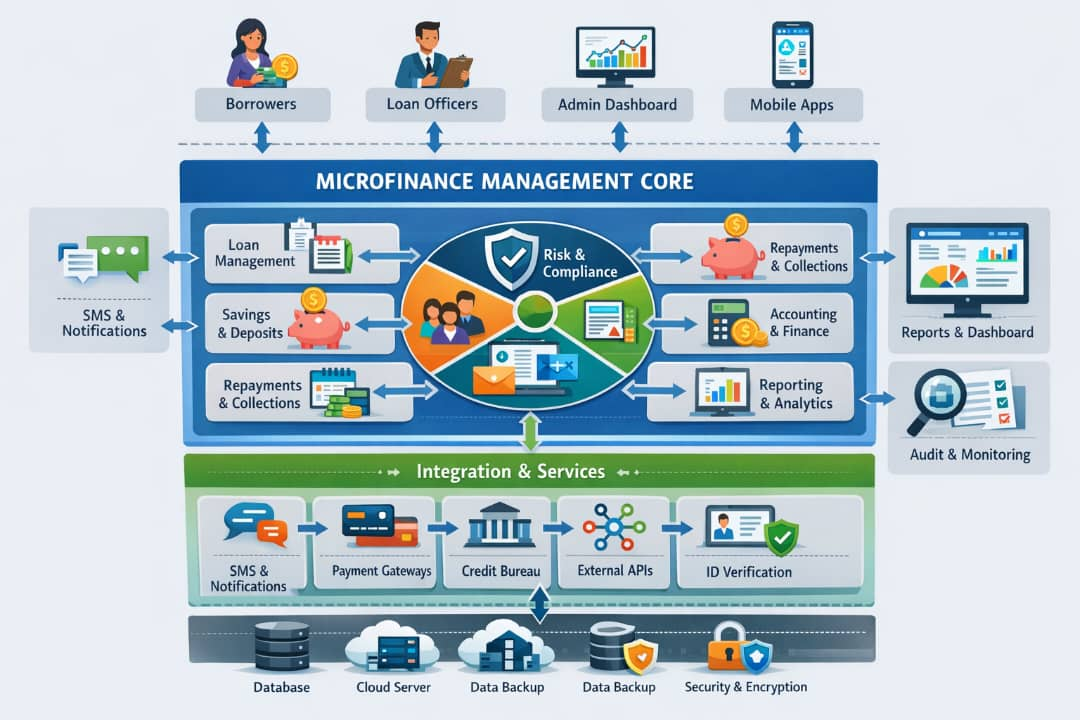 Borrowers
Loan Officers
Admin Dashboard
Mobile Apps
MICROFINANCE MANAGEMENT CORE
SMS &
Notifications
Loan
Management
Savings
& Deposits
Repayments
& Collections
Risk &
Compliance
Repayments
& Collections
Accounting
& Finance
Reporting
& Analytics
Reports & Dashboard
Audit & Monitoring
Integration & Services
SMS &
Notifications
Payment Gateways
Credit Bureau
External APIs
ID Verification
Database
Cloud Server
Data Backup
Data Backup
Security & Encryption